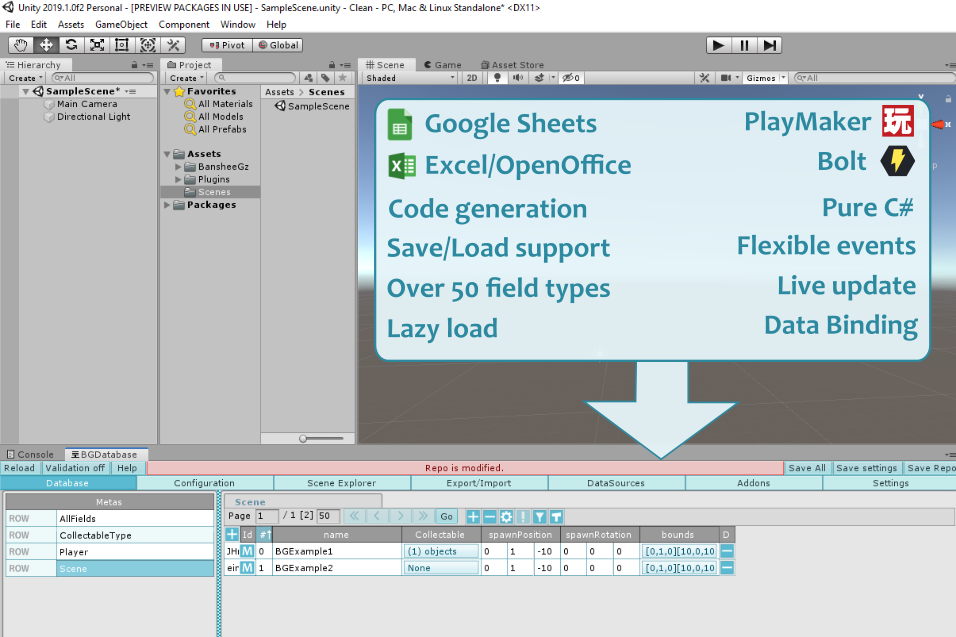 Unity 2019.1.0f2 Personal - [PREVIEW PACKAGES IN USE] - SampleScene.unity - Clean - PC, Mac & Linux Standalone* <DX11>
File Edit Assets GameObject Component Window Help
Pivot Global
Hierarchy
Create All
SampleScene*
Main Camera
Directional Light
Project
Create
Favorites
All Materials
All Models
All Prefabs
Assets
BansheeGz
Plugins
Scenes
Packages
Assets > Scenes
SampleScene
Scene Game Asset Store
Shaded 2D 0 Gizmos All
Google Sheets
Excel/OpenOffice
Code generation
Save/Load support
Over 50 field types
Lazy load
PlayMaker 玩
Bolt
Pure C#
Flexible events
Live update
Data Binding
Console BGDatabase
Reload Validation off Help Repo is modified. Save All Save settings Save Repo
Database Configuration Scene Explorer Export/Import DataSources Addons Settings
Metas
ROW AllFields
ROW CollectableType
ROW Player
ROW Scene
Scene
Page 1 / 1 [2] 50 Go
Id # name Collectable spawnPosition spawnRotation bounds D
M 0 BGExample1 (1) objects 0 1 -10 0 0 0 [0,1,0][10,0,10
M 1 BGExample2 None 0 1 -10 0 0 0 [0,1,0][10,0,10